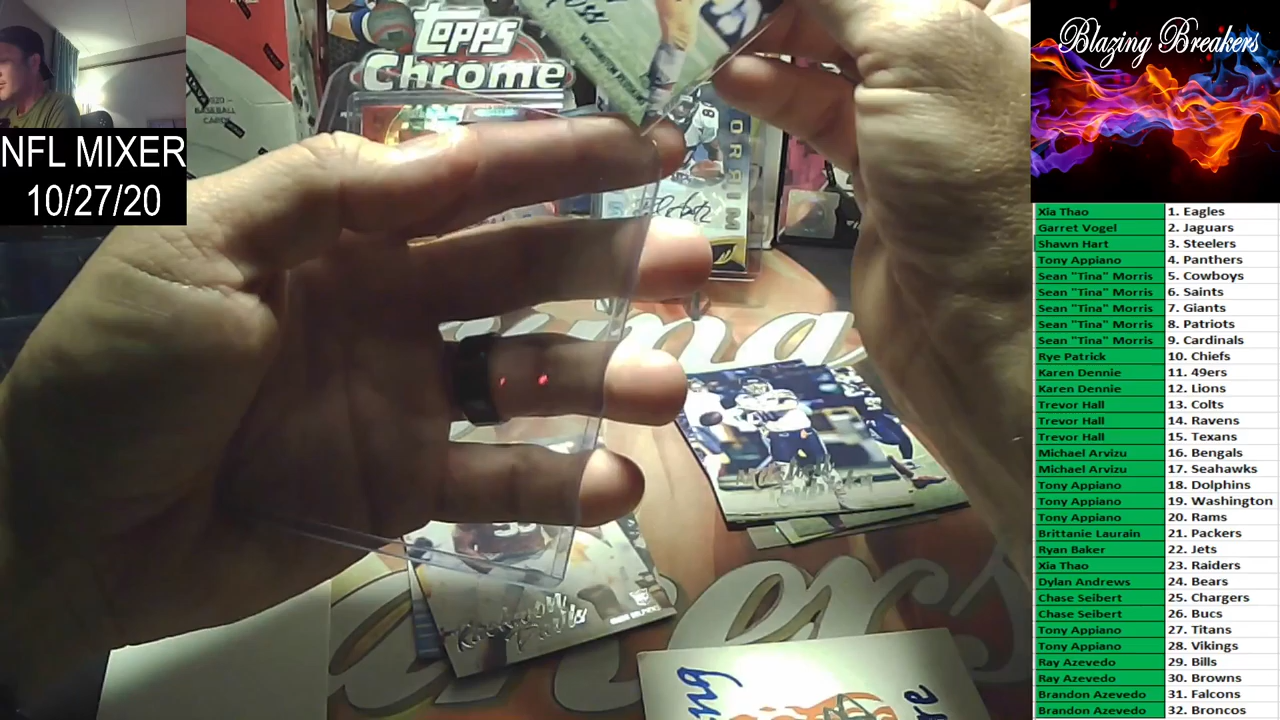 NFL MIXER
10/27/20
Topps
Chrome
BASEBALL
CARDS
WASHINGTON
Blazing Breakers
Xia Thao 1. Eagles
Garret Vogel 2. Jaguars
Shawn Hart 3. Steelers
Tony Appiano 4. Panthers
Sean "Tina" Morris 5. Cowboys
Sean "Tina" Morris 6. Saints
Sean "Tina" Morris 7. Giants
Sean "Tina" Morris 8. Patriots
Sean "Tina" Morris 9. Cardinals
Rye Patrick 10. Chiefs
Karen Dennie 11. 49ers
Karen Dennie 12. Lions
Trevor Hall 13. Colts
Trevor Hall 14. Ravens
Trevor Hall 15. Texans
Michael Arvizu 16. Bengals
Michael Arvizu 17. Seahawks
Tony Appiano 18. Dolphins
Tony Appiano 19. Washington
Tony Appiano 20. Rams
Brittanie Laurain 21. Packers
Ryan Baker 22. Jets
Xia Thao 23. Raiders
Dylan Andrews 24. Bears
Chase Seibert 25. Chargers
Chase Seibert 26. Bucs
Tony Appiano 27. Titans
Tony Appiano 28. Vikings
Ray Azevedo 29. Bills
Ray Azevedo 30. Browns
Brandon Azevedo 31. Falcons
Brandon Azevedo 32. Broncos